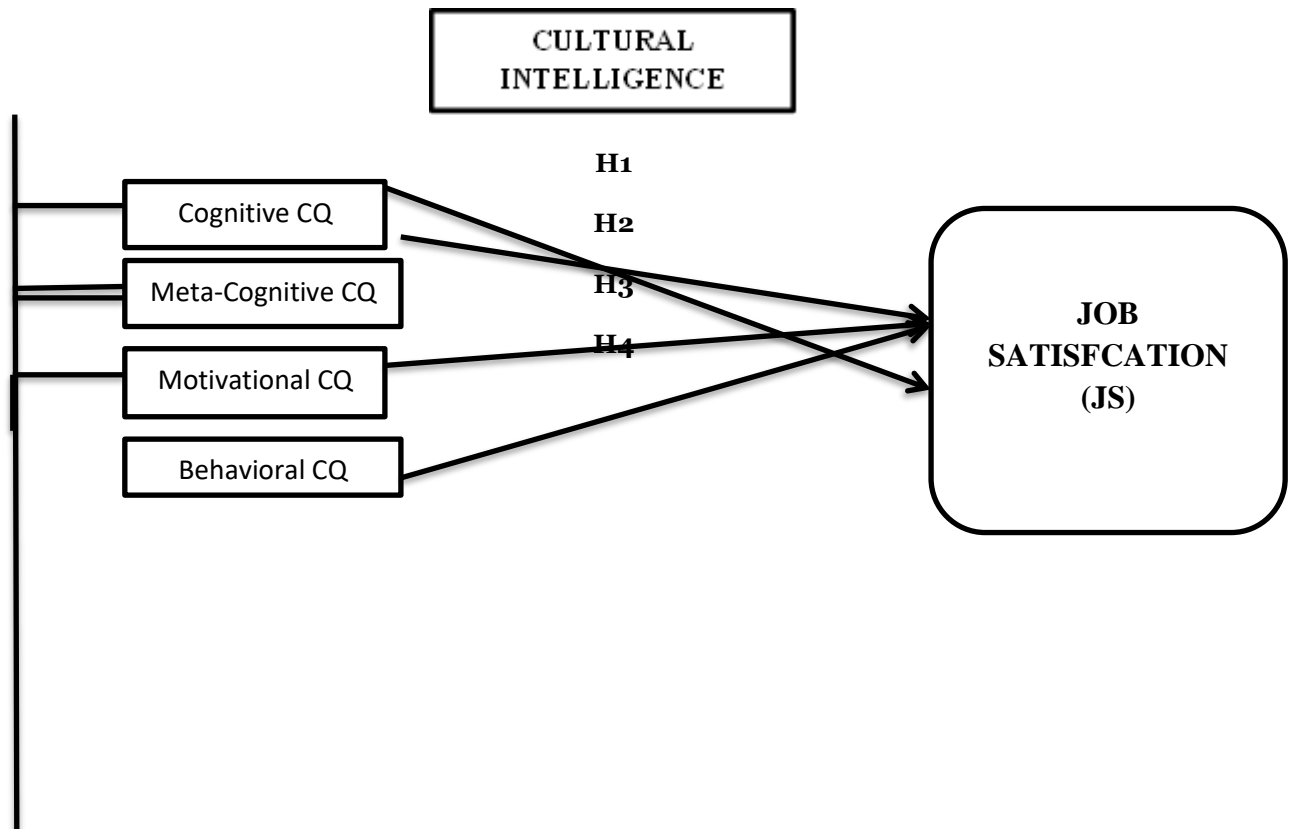 CULTURAL
INTELLIGENCE
H1
Cognitive CQ
H2
Meta-Cognitive CQ
H3
H4
Motivational CQ
Behavioral CQ
JOB
SATISFCATION
(JS)